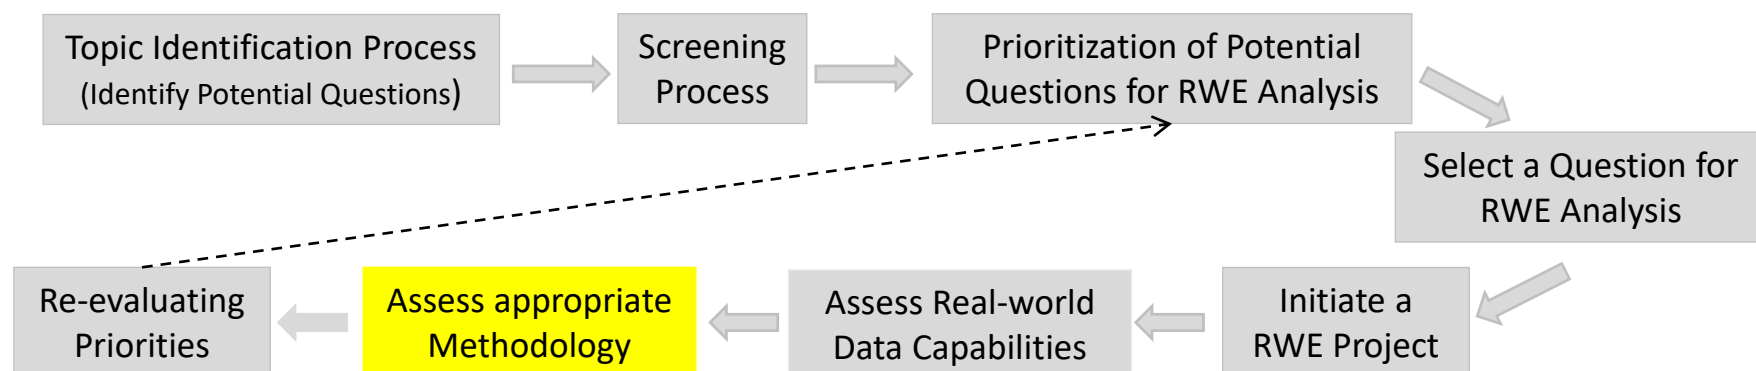 Topic Identification Process
(Identify Potential Questions)
Screening
Process
Prioritization of Potential
Questions for RWE Analysis
Select a Question for
RWE Analysis
Initiate a
RWE Project
Assess Real-world
Data Capabilities
Assess appropriate
Methodology
Re-evaluating
Priorities